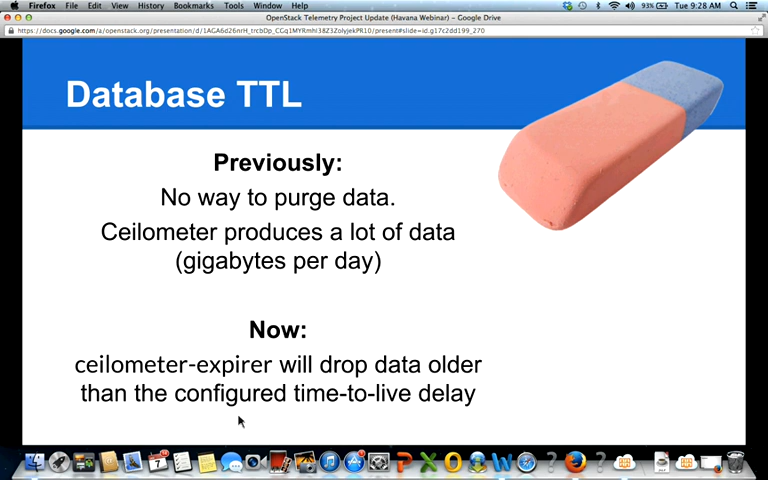 Firefox File Edit View History Bookmarks Tools Window Help 93% Tue 9:28 AM
OpenStack Telemetry Project Update (Havana Webinar) – Google Drive
Database TTL
Previously:
No way to purge data.
Ceilometer produces a lot of data
(gigabytes per day)
Now:
ceilometer-expirer will drop data older
than the configured time-to-live delay